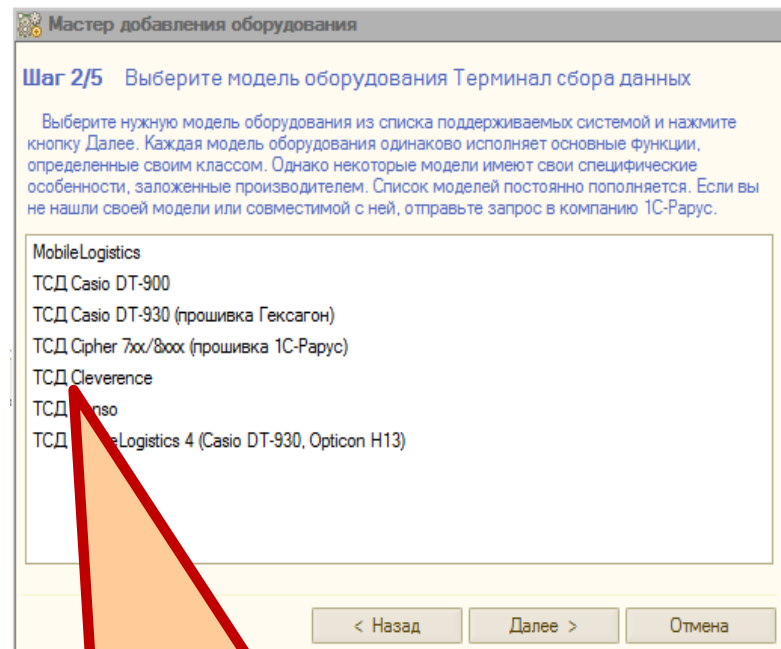 Мастер добавления оборудования
Шаг 2/5 Выберите модель оборудования Терминал сбора данных
Выберите нужную модель оборудования из списка поддерживаемых системой и нажмите
кнопку Далее. Каждая модель оборудования одинаково исполняет основные функции,
определенные своим классом. Однако некоторые модели имеют свои специфические
особенности, заложенные производителем. Список моделей постоянно пополняется. Если вы
не нашли своей модели или совместимой с ней, отправьте запрос в компанию 1С-Рарус.
MobileLogistics
ТСД Casio DT-900
ТСД Casio DT-930 (прошивка Гексагон)
ТСД Cipher 7xx/8xxx (прошивка 1С-Рарус)
ТСД Cleverence
ТСД
ТСД Logistics 4 (Casio DT-930, Opticon H13)
< Назад Далее > Отмена